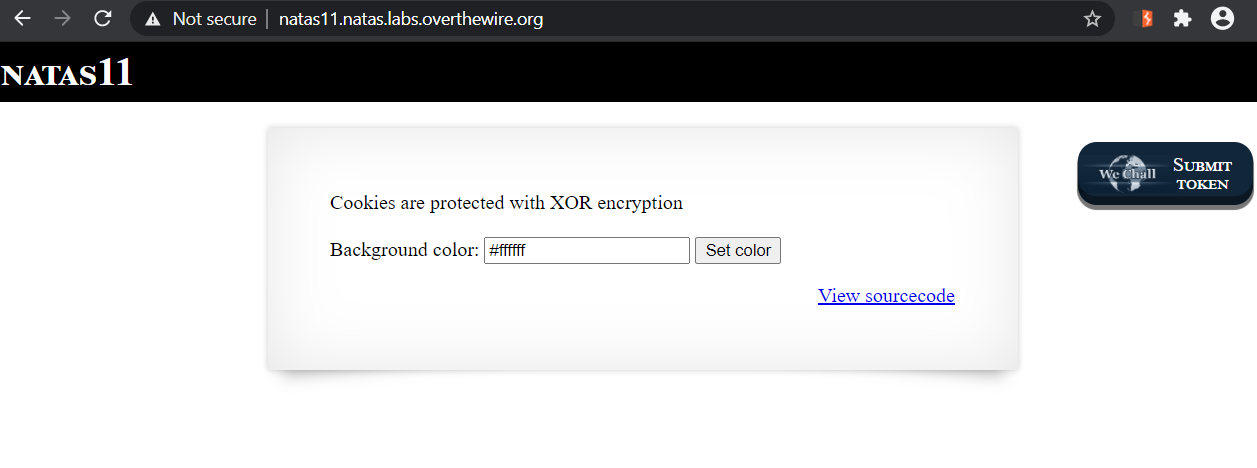 Not secure | natas11.natas.labs.overthewire.org
NATAS11
We Chall
SUBMIT
TOKEN
Cookies are protected with XOR encryption
Background color: #ffffff Set color
View sourcecode